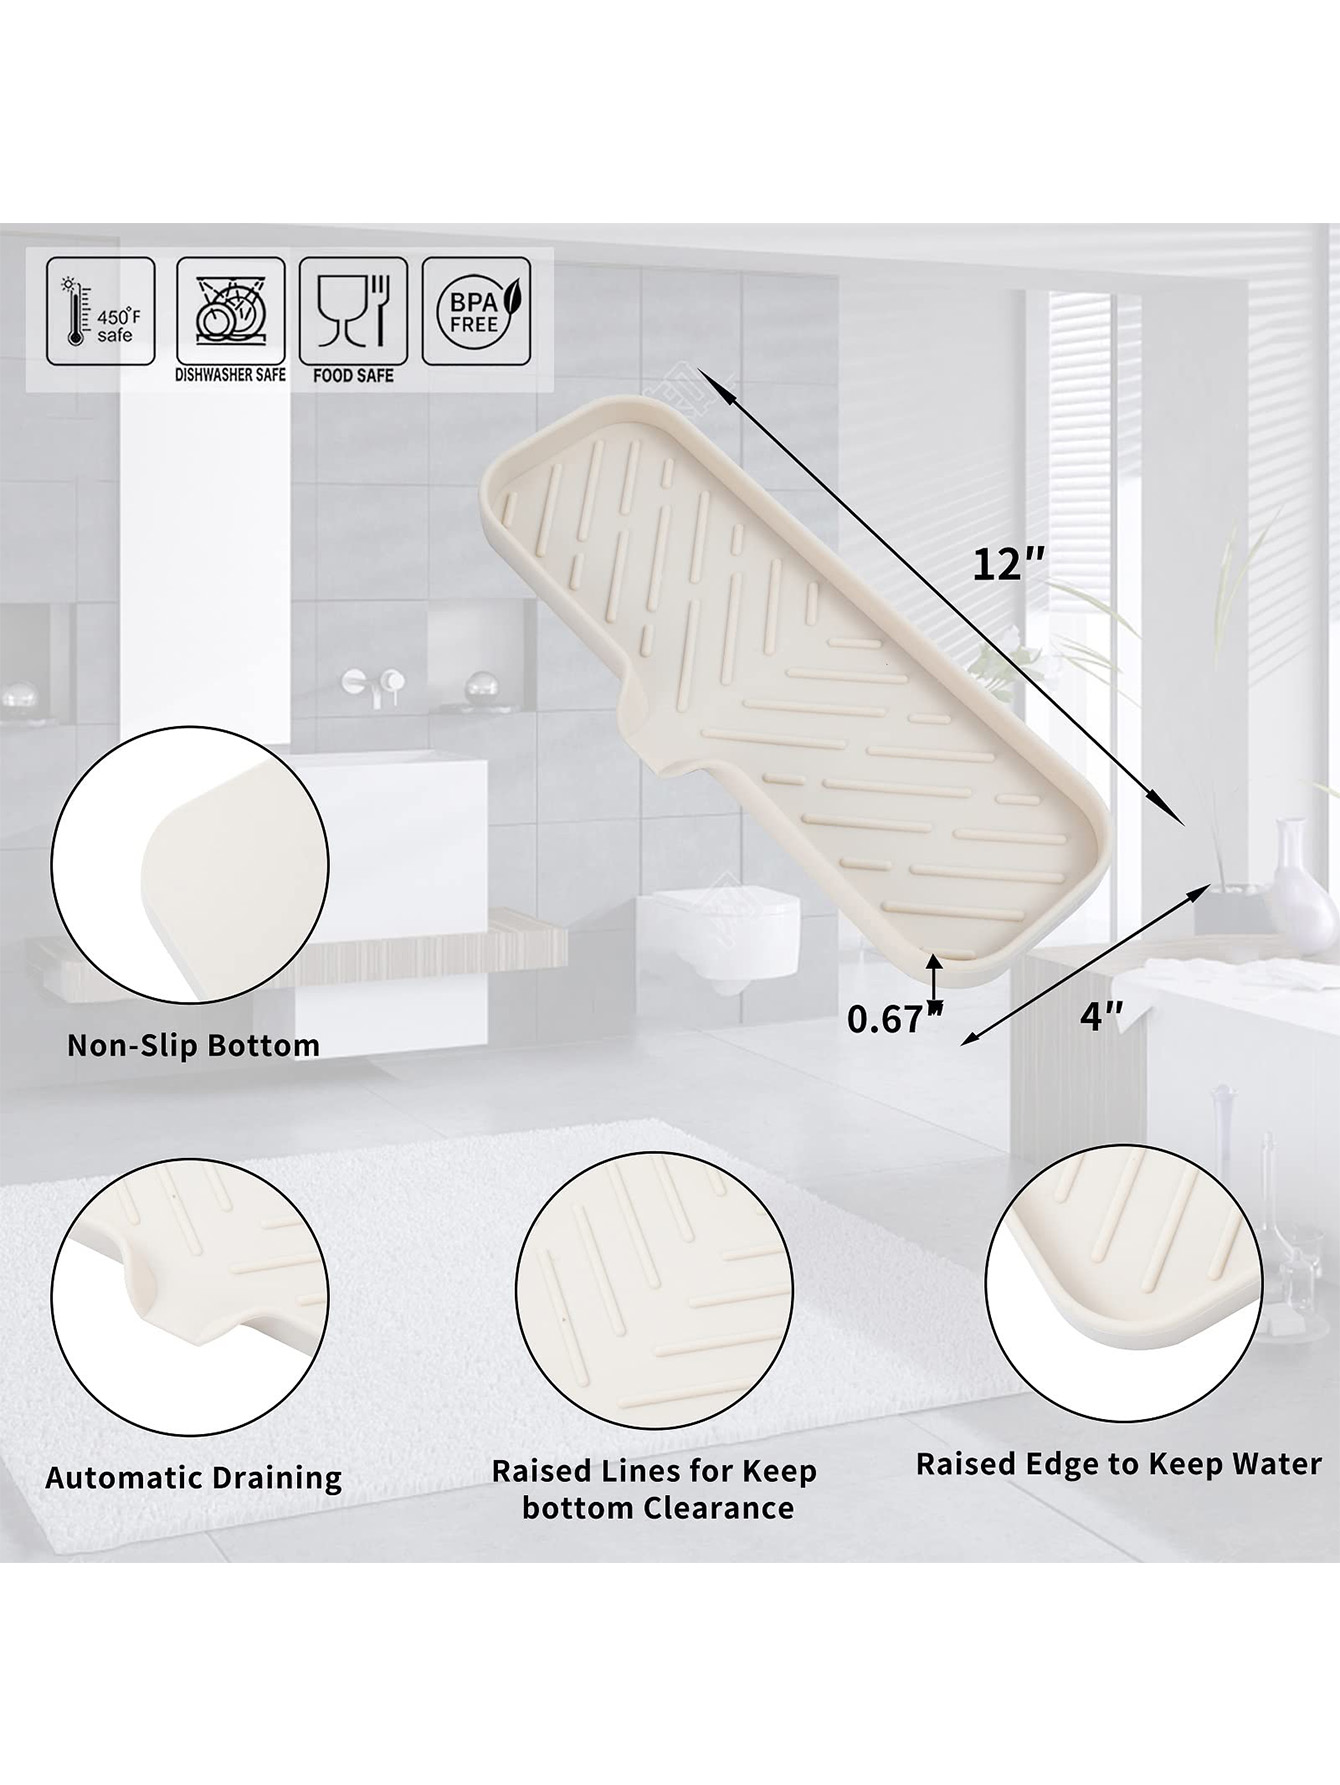 450°F
safe
DISHWASHER SAFE
FOOD SAFE
BPA
FREE
12"
0.67"
4"
Non-Slip Bottom
Automatic Draining
Raised Lines for Keep
bottom Clearance
Raised Edge to Keep Water